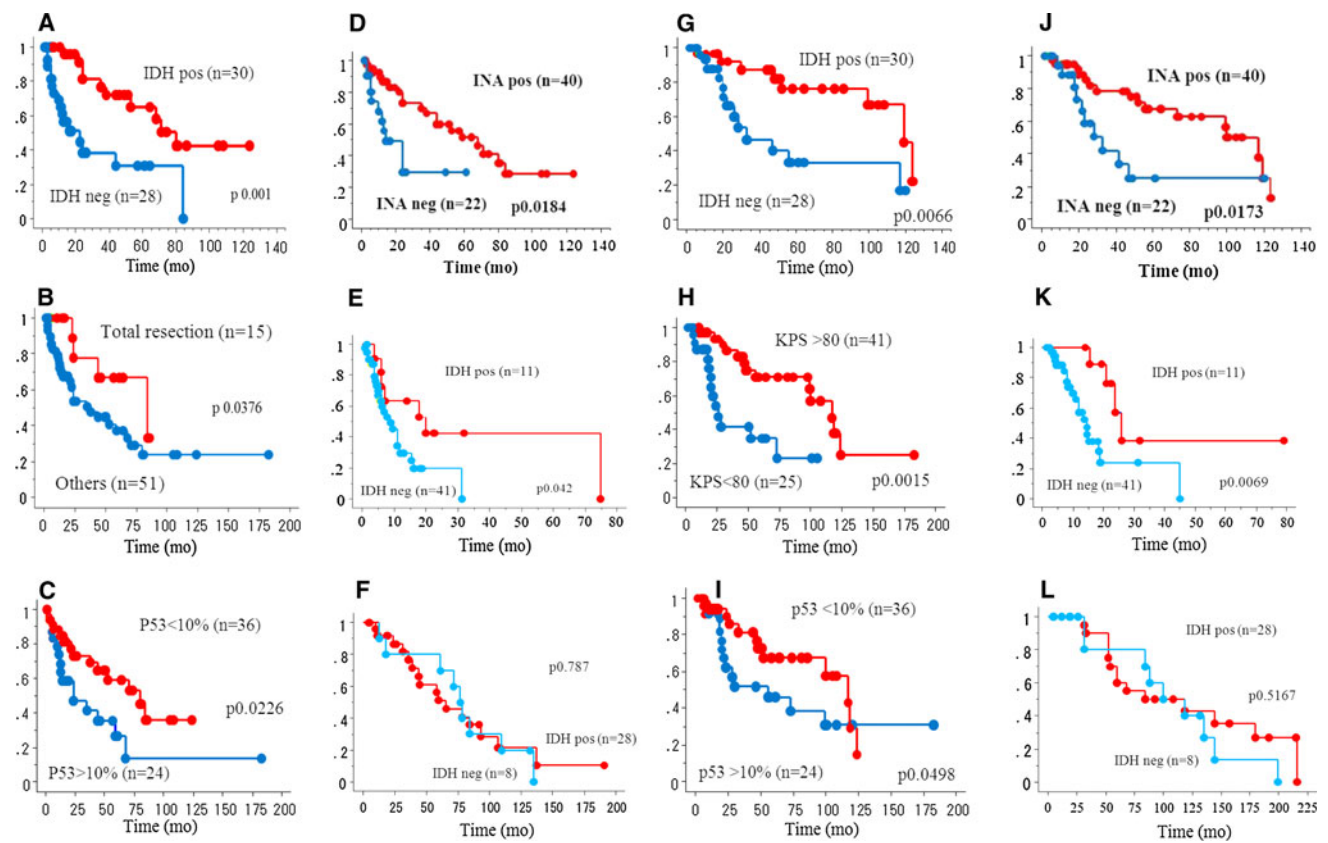 A
1
.8
.6
.4
.2
0
IDH pos (n=30)
IDH neg (n=28)
p 0.001
0 20 40 60 80 100 120 140
Time (mo)
D
1
.8
.6
.4
.2
0
INA pos (n=40)
INA neg (n=22)
p0.0184
0 20 40 60 80 100 120 140
Time (mo)
G
1
.8
.6
.4
.2
0
IDH pos (n=30)
IDH neg (n=28)
p0.0066
0 20 40 60 80 100 120 140
Time (mo)
J
1
.8
.6
.4
.2
0
INA pos (n=40)
INA neg (n=22)
p0.0173
0 20 40 60 80 100 120 140
Time (mo)
B
1
.8
.6
.4
.2
0
Total resection (n=15)
p 0.0376
Others (n=51)
0 25 50 75 100 125 150 175 200
Time (mo)
E
1
.8
.6
.4
.2
0
IDH pos (n=11)
IDH neg (n=41)
p0.042
0 10 20 30 40 50 60 70 80
Time (mo)
H
1
.8
.6
.4
.2
0
KPS >80 (n=41)
KPS<80 (n=25)
p0.0015
0 25 50 75 100 125 150 175 200
Time (mo)
K
1
.8
.6
.4
.2
0
IDH pos (n=11)
IDH neg (n=41)
p0.0069
0 10 20 30 40 50 60 70 80
Time (mo)
C
1
.8
.6
.4
.2
0
P53<10% (n=36)
p0.0226
P53>10% (n=24)
0 25 50 75 100 125 150 175 200
Time (mo)
F
1
.8
.6
.4
.2
0
p0.787
IDH pos (n=28)
IDH neg (n=8)
0 25 50 75 100 125 150 175 200
Time (mo)
I
1
.8
.6
.4
.2
0
p53 <10% (n=36)
p53 >10% (n=24)
p0.0498
0 25 50 75 100 125 150 175 200
Time (mo)
L
1
.8
.6
.4
.2
0
IDH pos (n=28)
p0.5167
IDH neg (n=8)
0 25 50 75 100 125 150 175 200 225
Time (mo)